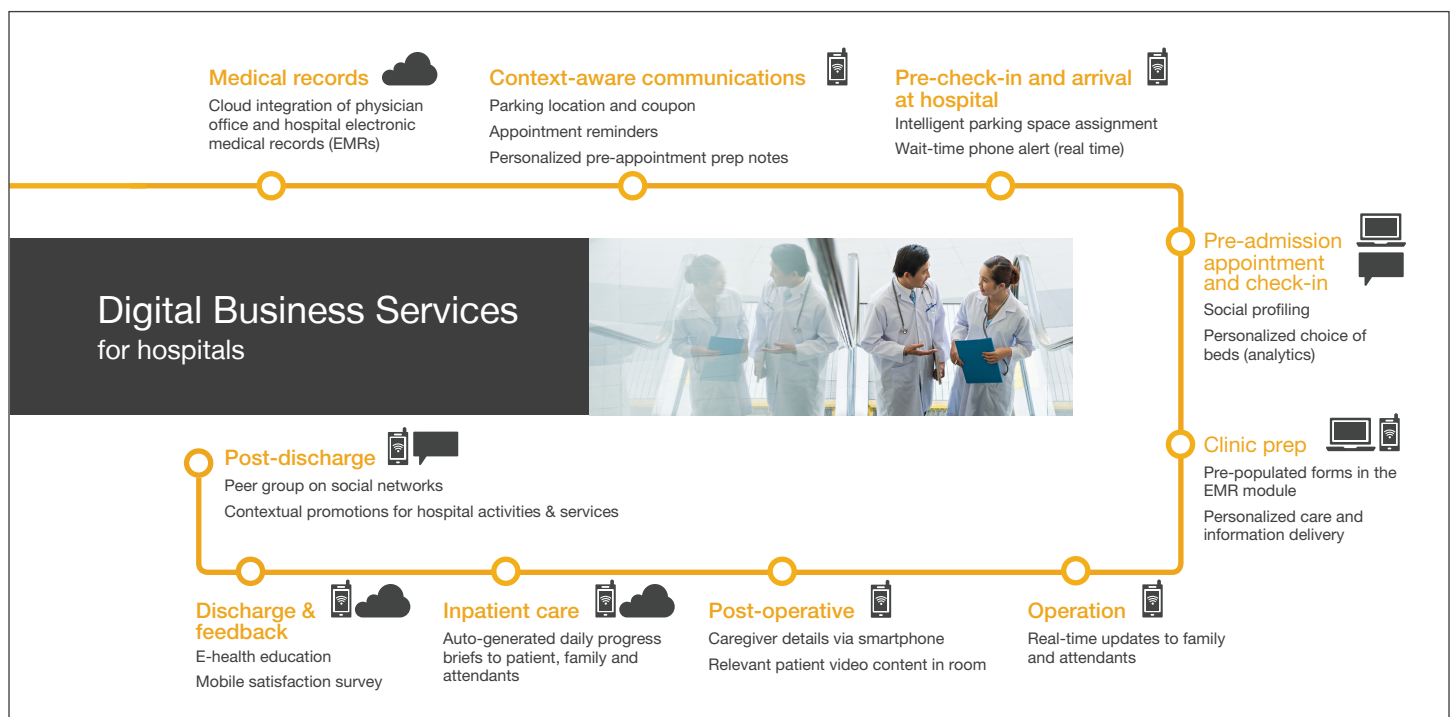 Medical records
Cloud integration of physician
office and hospital electronic
medical records (EMRs)
Context-aware communications
Parking location and coupon
Appointment reminders
Personalized pre-appointment prep notes
Pre-check-in and arrival
at hospital
Intelligent parking space assignment
Wait-time phone alert (real time)
Digital Business Services
for hospitals
Pre-admission
appointment
and check-in
Social profiling
Personalized choice of
beds (analytics)
Clinic prep
Pre-populated forms in the
EMR module
Personalized care and
information delivery
Post-discharge
Peer group on social networks
Contextual promotions for hospital activities & services
Discharge &
feedback
E-health education
Mobile satisfaction survey
Inpatient care
Auto-generated daily progress
briefs to patient, family and
attendants
Post-operative
Caregiver details via smartphone
Relevant patient video content in room
Operation
Real-time updates to family
and attendants